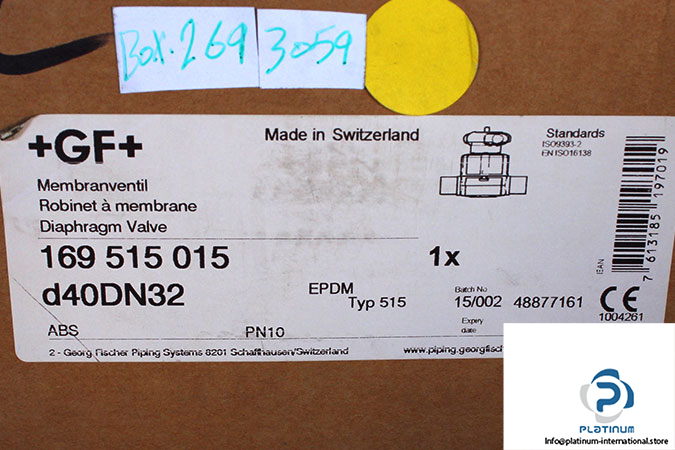 Box.269
3059
+GF+
Made in Switzerland
Standards
ISO9393-2
EN ISO16138
Membranventil
Robinet à membrane
Diaphragm Valve
169 515 015
1x
d40DN32
EPDM
Typ 515
Batch No
15/002 48877161
ABS
PN10
Expiry
date
IEAN
7 613185 197019
CE
1004261
2 - Georg Fischer Piping Systems 8201 Schaffhausen/Switzerland
www.piping.georgfisc
PLATINUM
Info@platinum-international.store